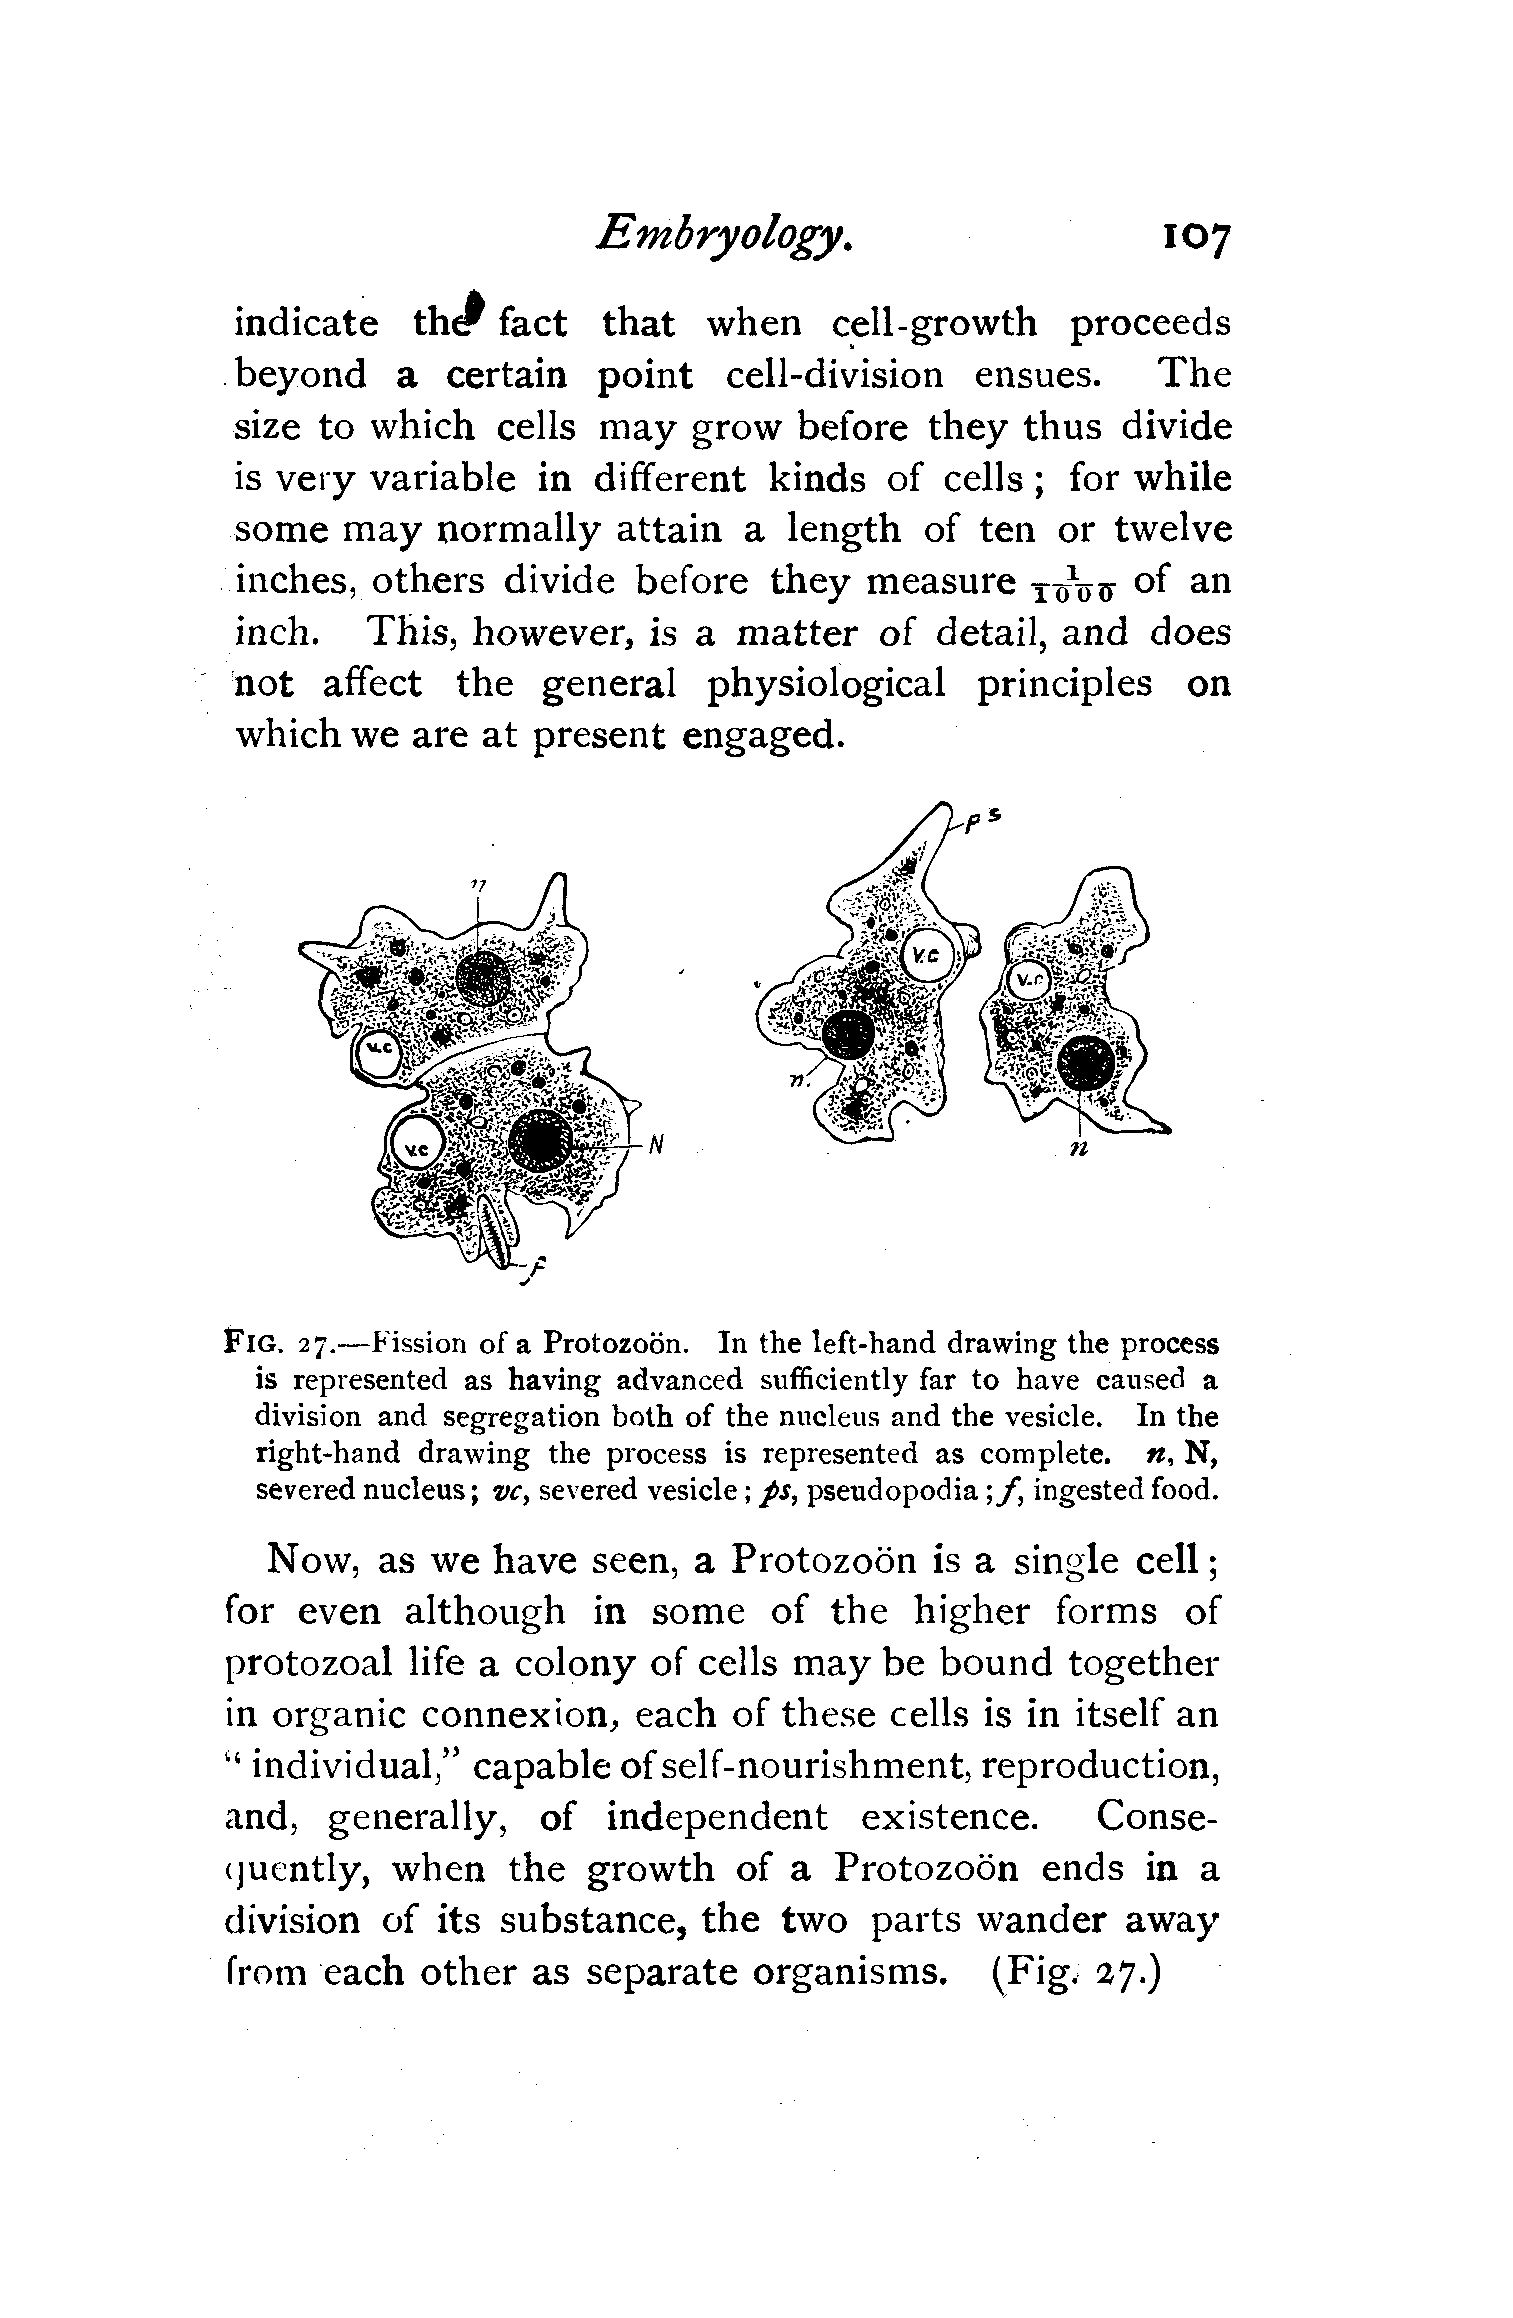 Embryology. 107
indicate the fact that when cell-growth proceeds
beyond a certain point cell-division ensues. The
size to which cells may grow before they thus divide
is very variable in different kinds of cells ; for while
some may normally attain a length of ten or twelve
inches, others divide before they measure 1/1000 of an
inch. This, however, is a matter of detail, and does
not affect the general physiological principles on
which we are at present engaged.
ps
n
v.c
v.c
v.c
n.
v.c
N
n
f
FIG. 27.—Fission of a Protozoön. In the left-hand drawing the process
is represented as having advanced sufficiently far to have caused a
division and segregation both of the nucleus and the vesicle. In the
right-hand drawing the process is represented as complete. n, N,
severed nucleus ; vc, severed vesicle ; ps, pseudopodia ; f, ingested food.
Now, as we have seen, a Protozoön is a single cell ;
for even although in some of the higher forms of
protozoal life a colony of cells may be bound together
in organic connexion, each of these cells is in itself an
“ individual,” capable of self-nourishment, reproduction,
and, generally, of independent existence. Conse-
quently, when the growth of a Protozoön ends in a
division of its substance, the two parts wander away
from each other as separate organisms. (Fig. 27.)